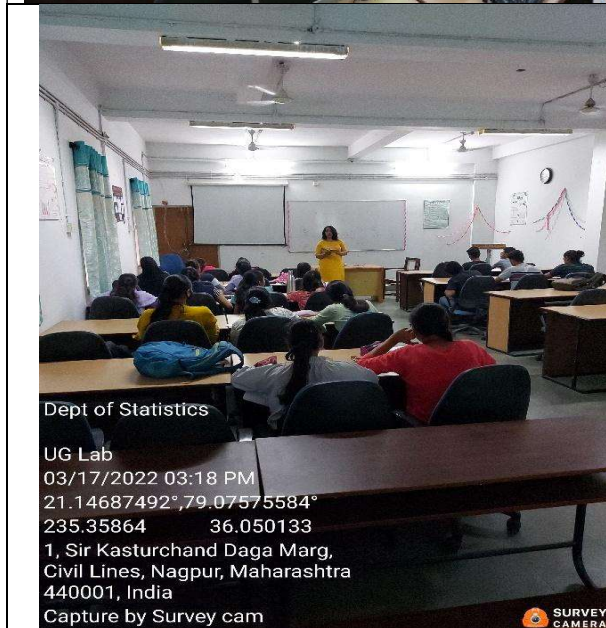 Dept of Statistics
UG Lab
03/17/2022 03:18 PM
21.14687492°,79.07575584°
235.35864 36.050133
1, Sir Kasturchand Daga Marg,
Civil Lines, Nagpur, Maharashtra
440001, India
Capture by Survey cam
SURVEY
CAMERA